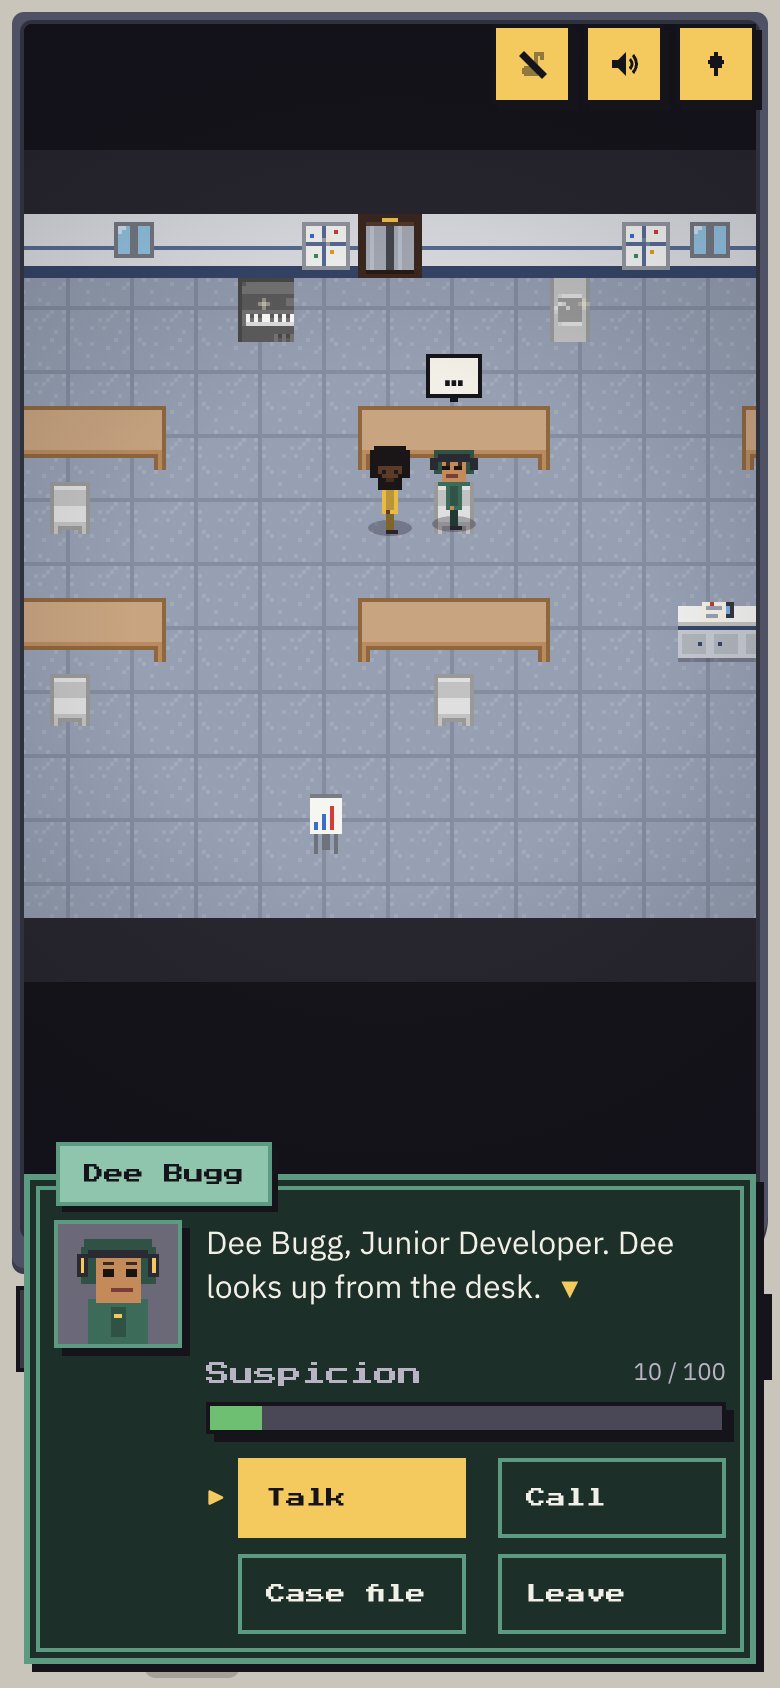 ...
Dee Bugg
Dee Bugg, Junior Developer. Dee
looks up from the desk.
Suspicion
10 / 100
Talk
Call
Case file
Leave